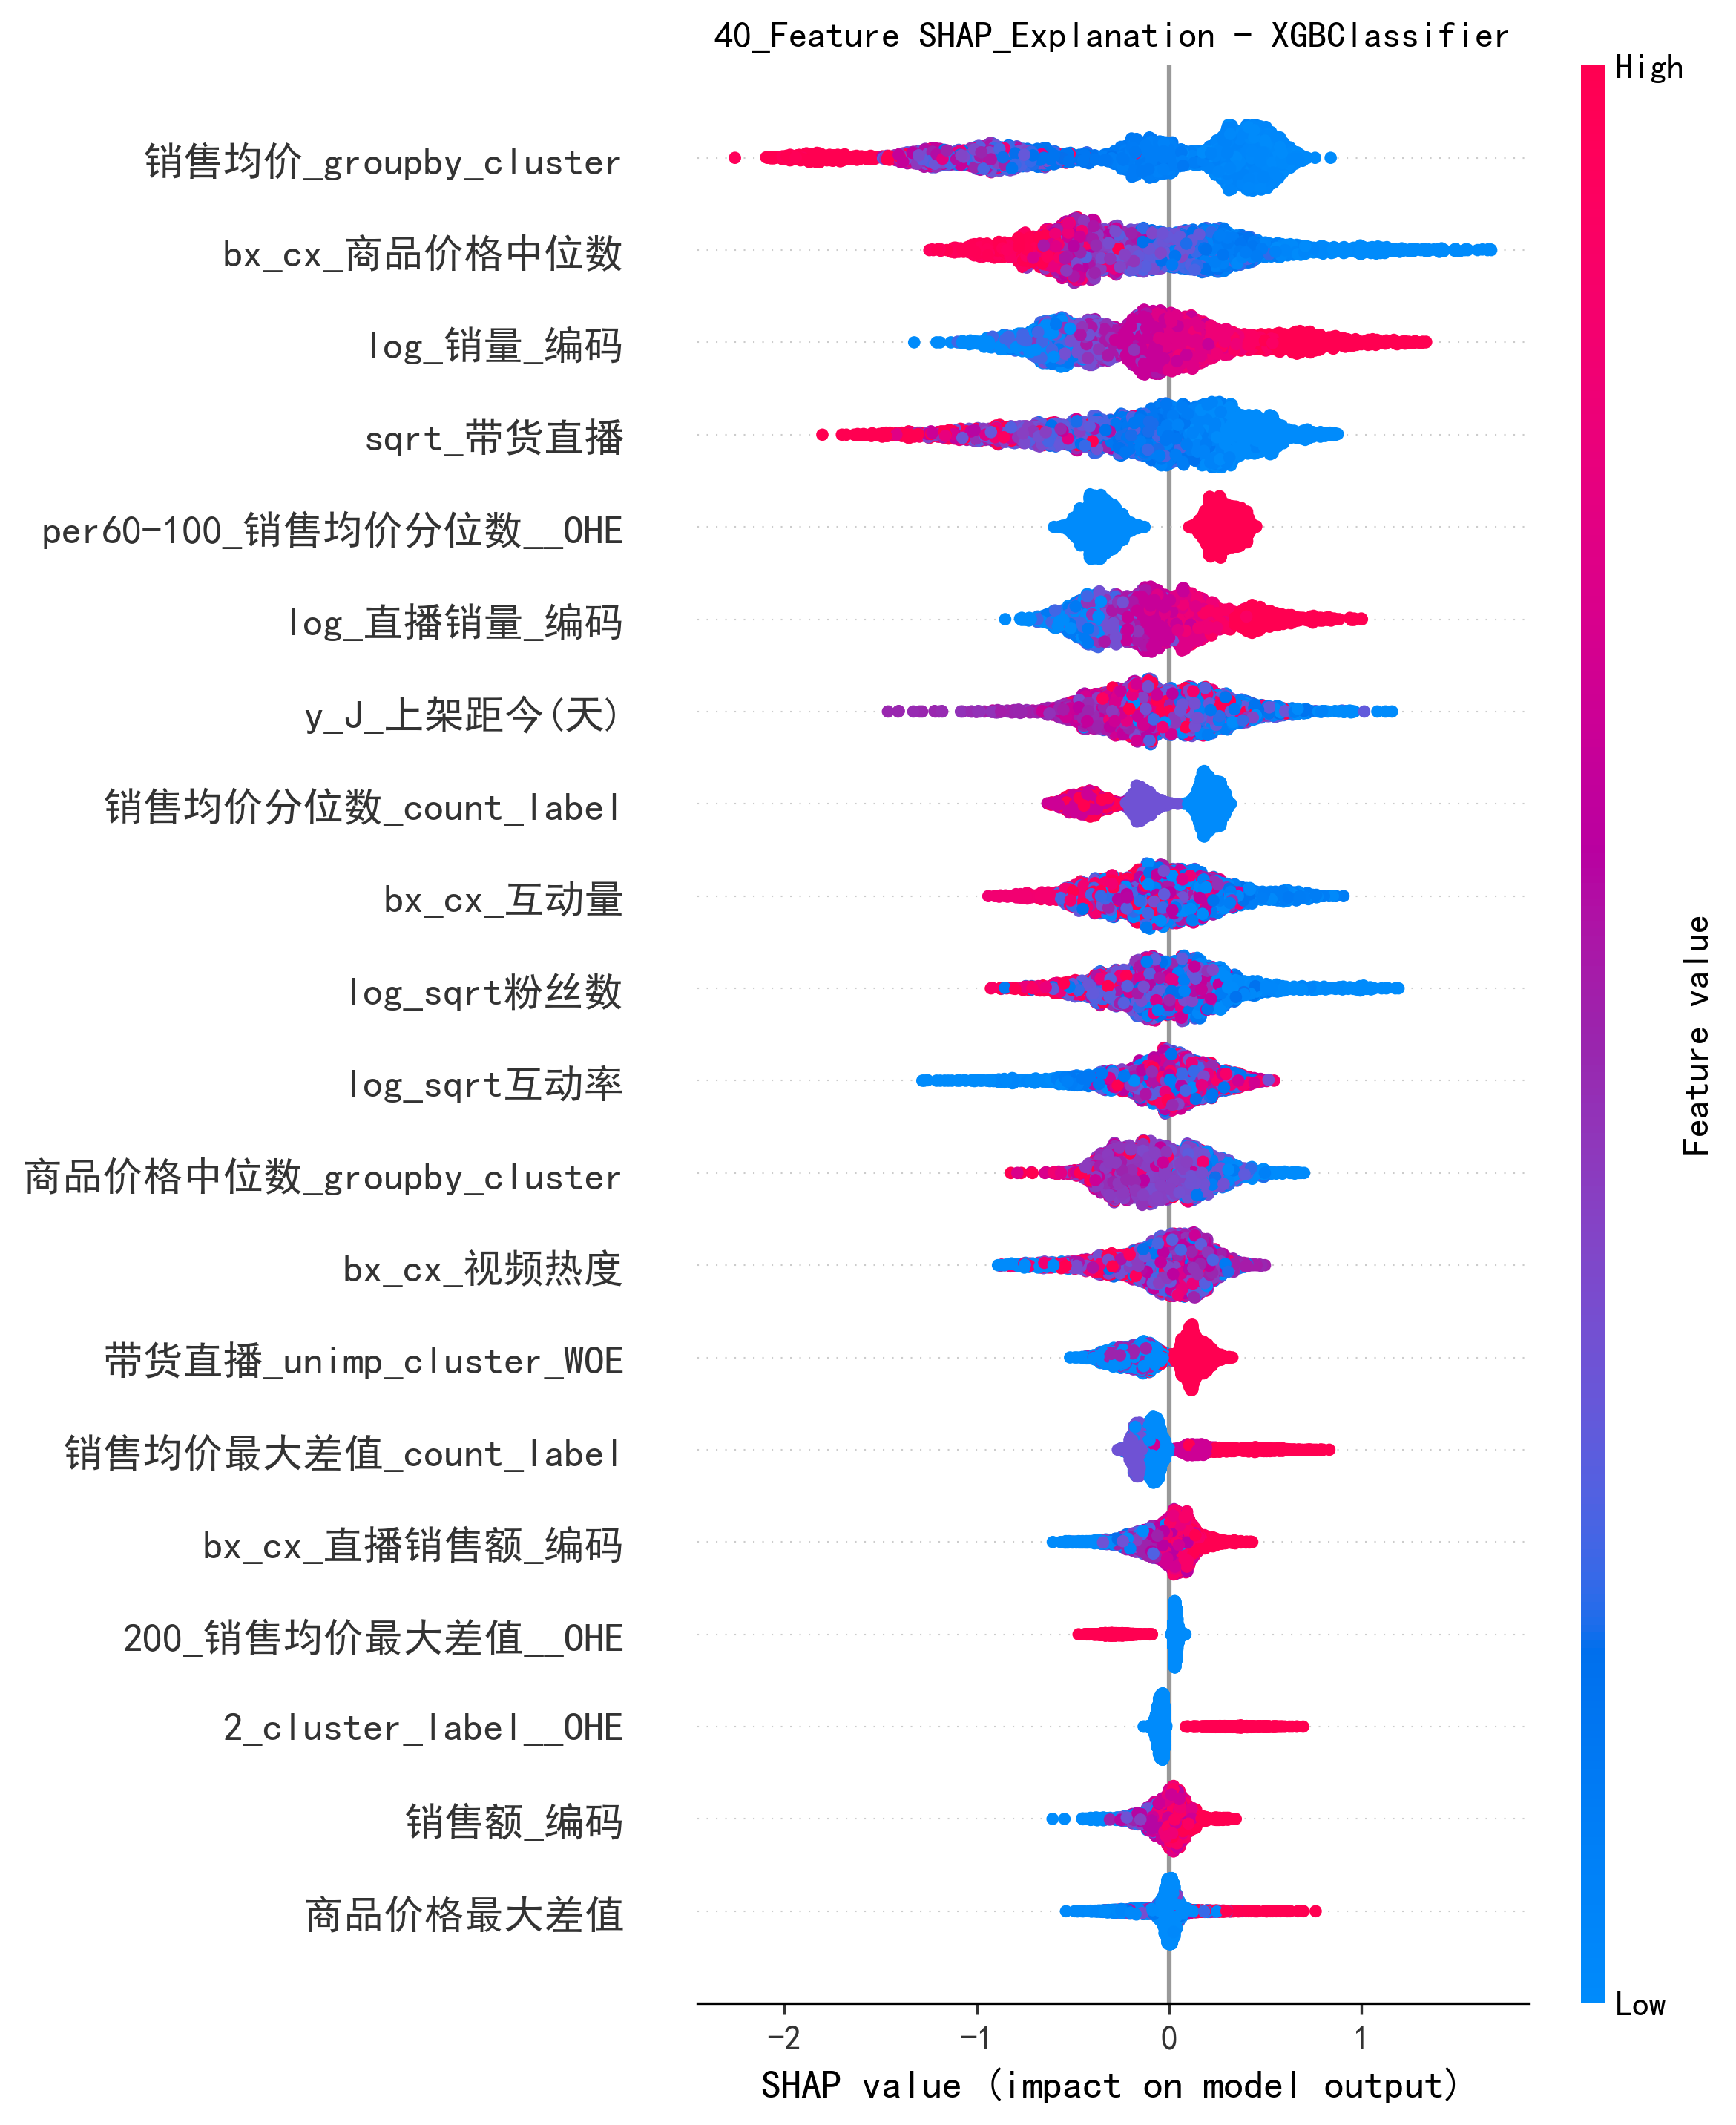 40_Feature SHAP_Explanation - XGBClassifier
High
销售均价_groupby_cluster
bx_cx_商品价格中位数
log_销量_编码
sqrt_带货直播
per60-100_销售均价分位数__OHE
log_直播销量_编码
y_J_上架距今(天)
销售均价分位数_count_label
bx_cx_互动量
log_sqrt粉丝数
log_sqrt互动率
商品价格中位数_groupby_cluster
bx_cx_视频热度
带货直播_unimp_cluster_WOE
销售均价最大差值_count_label
bx_cx_直播销售额_编码
200_销售均价最大差值__OHE
2_cluster_label__OHE
销售额_编码
商品价格最大差值
Feature value
Low
−2 −1 0 1
SHAP value (impact on model output)